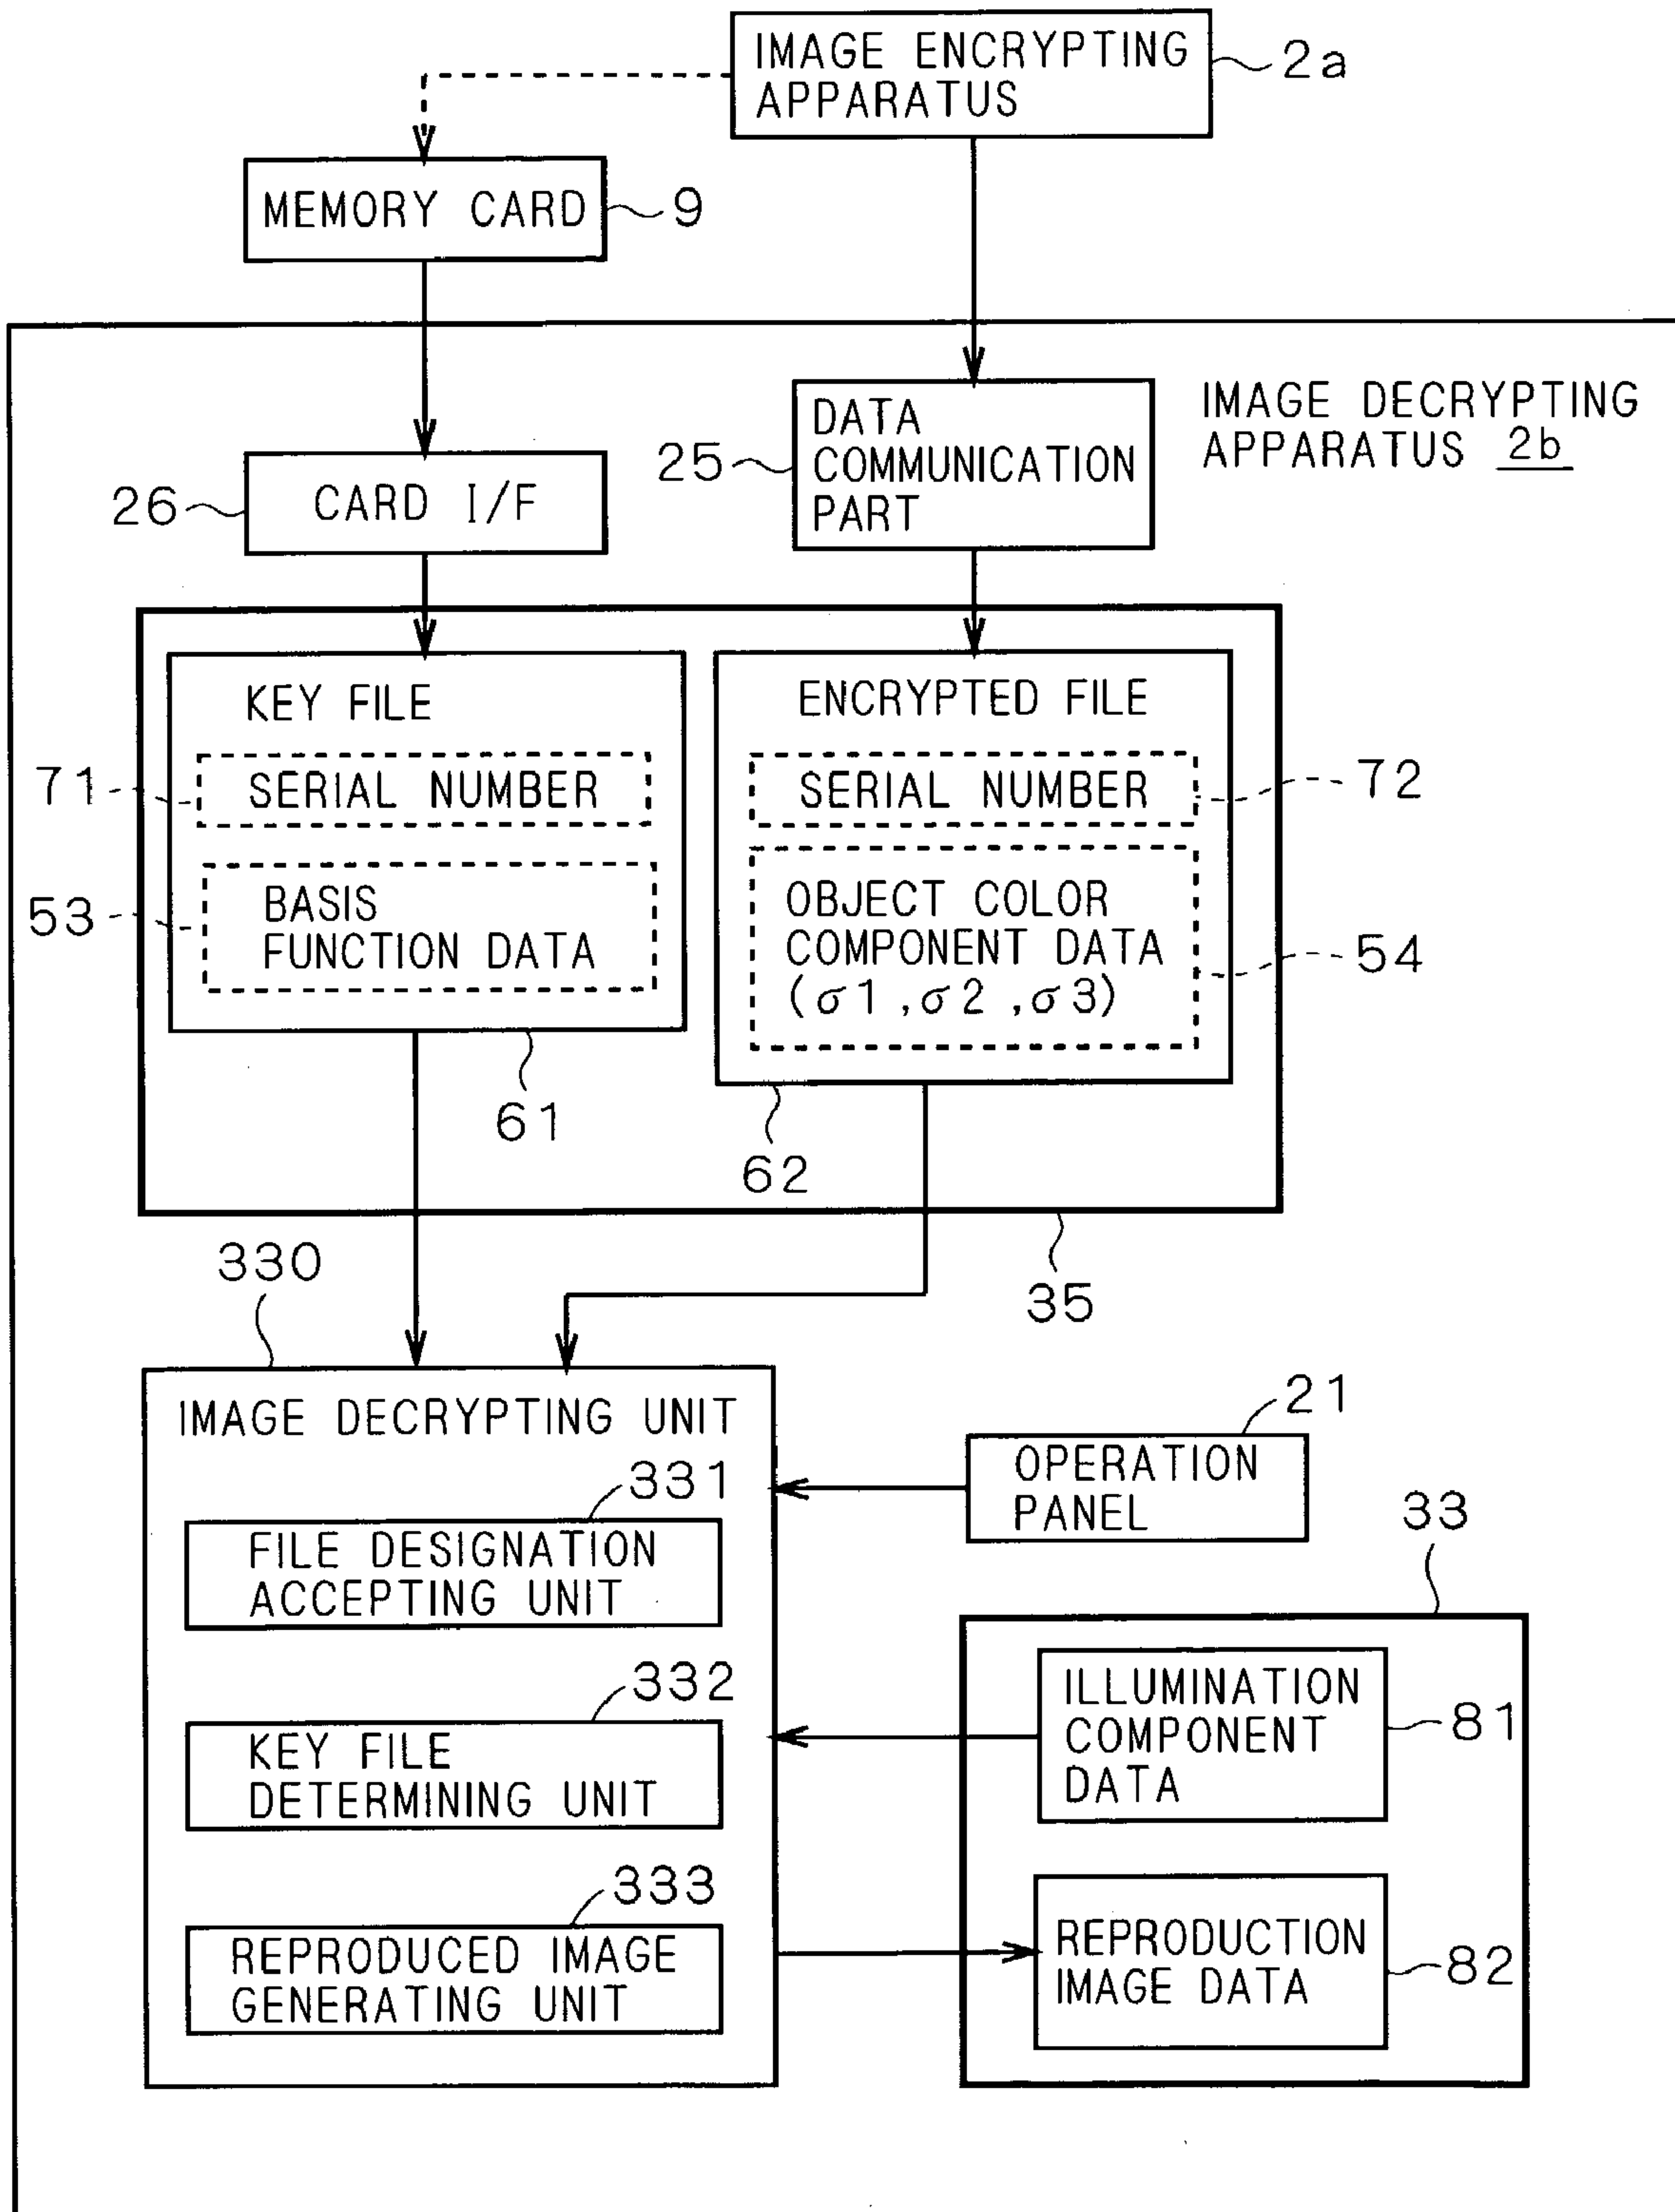 IMAGE ENCRYPTING
APPARATUS
2a
MEMORY CARD
9
IMAGE DECRYPTING
APPARATUS 2b
DATA
COMMUNICATION
PART
25
26
CARD I/F
KEY FILE
71
SERIAL NUMBER
53
BASIS
FUNCTION DATA
61
ENCRYPTED FILE
SERIAL NUMBER
72
OBJECT COLOR
COMPONENT DATA
(σ1 ,σ2 ,σ3)
54
62
35
330
IMAGE DECRYPTING UNIT
331
FILE DESIGNATION
ACCEPTING UNIT
332
KEY FILE
DETERMINING UNIT
333
REPRODUCED IMAGE
GENERATING UNIT
21
OPERATION
PANEL
33
ILLUMINATION
COMPONENT
DATA
81
REPRODUCTION
IMAGE DATA
82